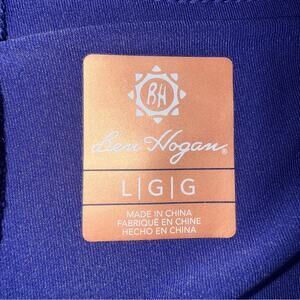 BH
Ben Hogan®
L|G|G
MADE IN CHINA
FABRIQUÉ EN CHINE
HECHO EN CHINA